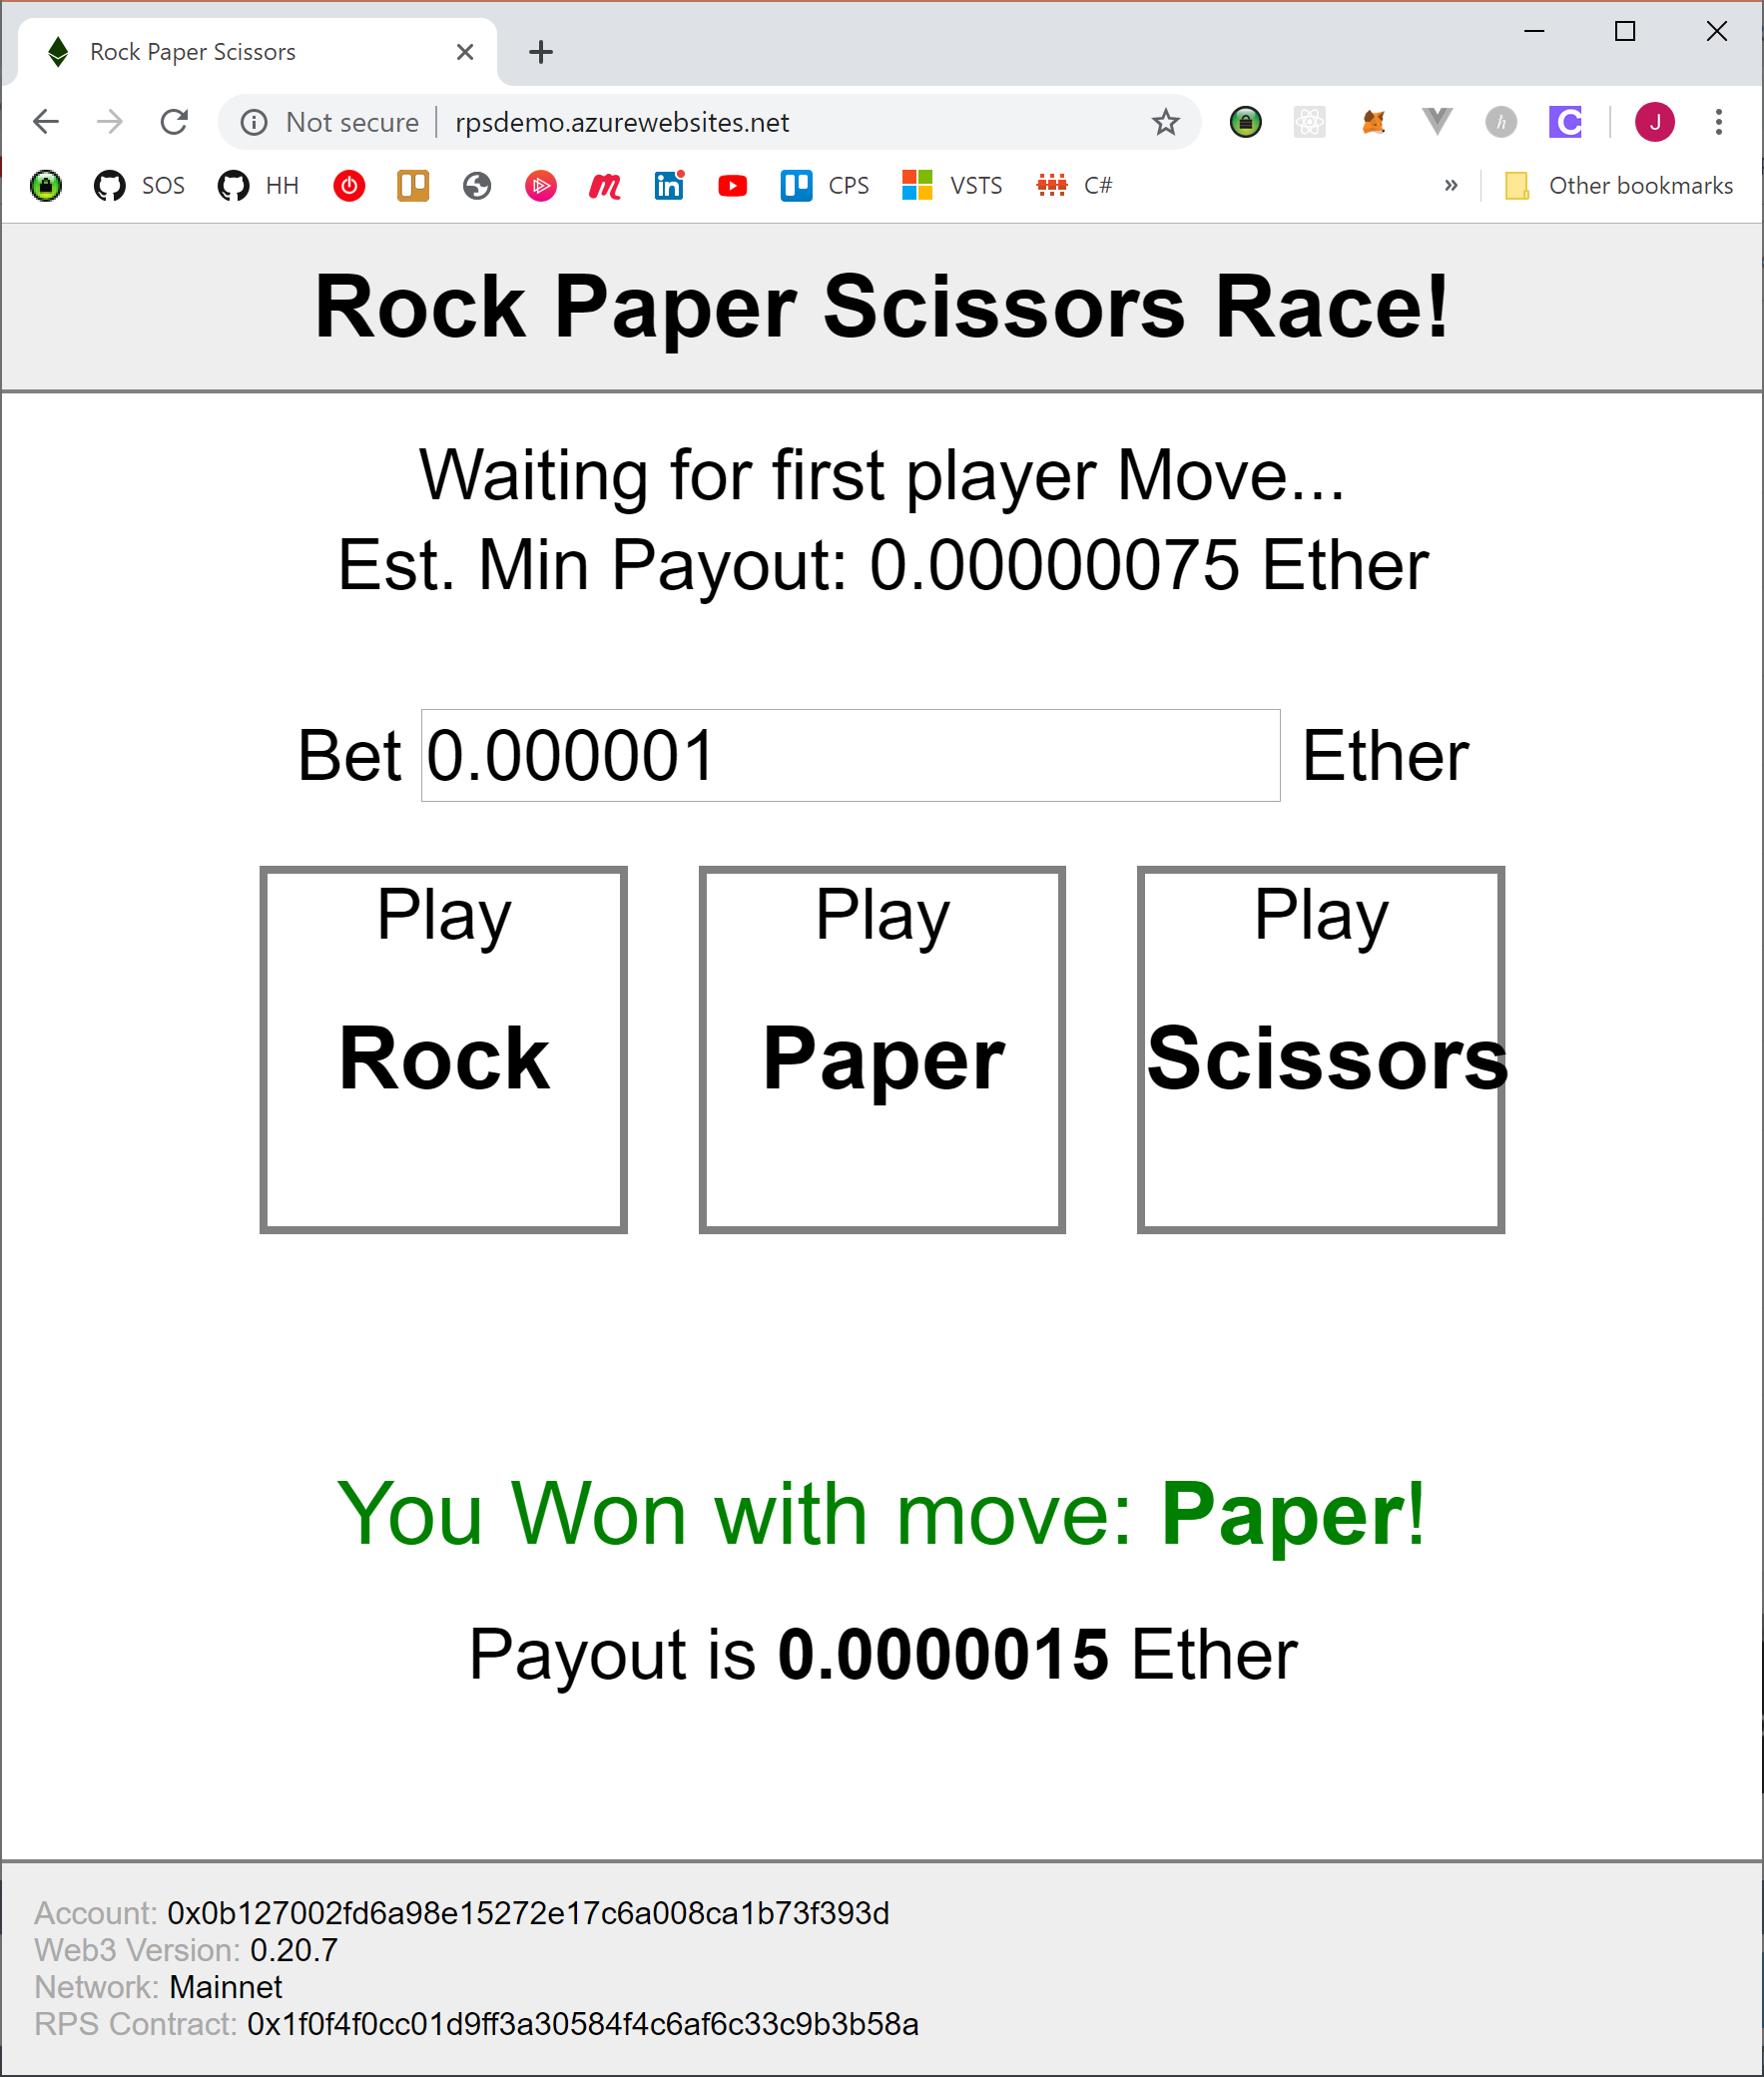 Rock Paper Scissors
Not secure rpsdemo.azurewebsites.net
J
SOS HH CPS VSTS C# » Other bookmarks
Rock Paper Scissors Race!
Waiting for first player Move...
Est. Min Payout: 0.00000075 Ether
Bet 0.000001 Ether
Play Play Play
Rock Paper Scissors
You Won with move: Paper!
Payout is 0.0000015 Ether
Account: 0x0b127002fd6a98e15272e17c6a008ca1b73f393d
Web3 Version: 0.20.7
Network: Mainnet
RPS Contract: 0x1f0f4f0cc01d9ff3a30584f4c6af6c33c9b3b58a